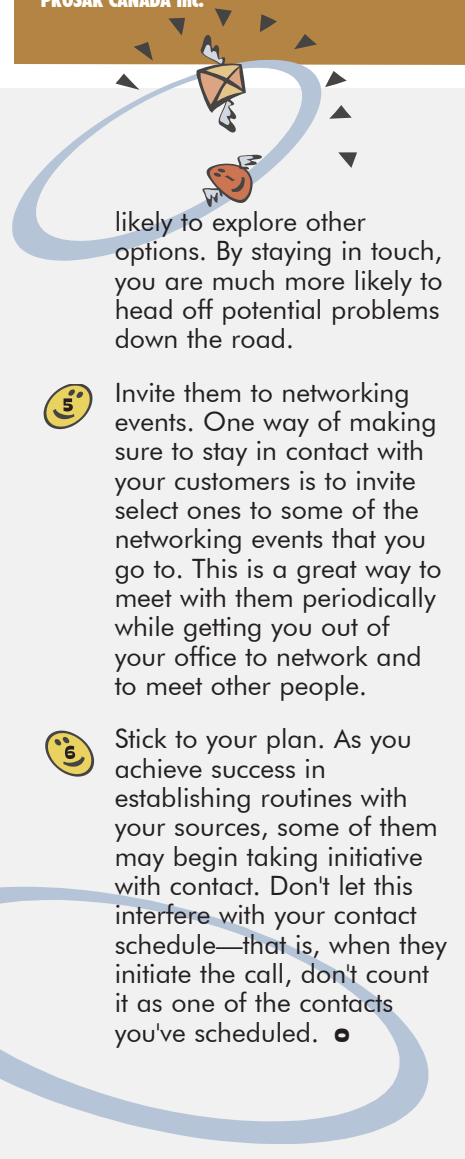 PROSAR CANADA Inc.
likely to explore other
options. By staying in touch,
you are much more likely to
head off potential problems
down the road.
5
Invite them to networking
events. One way of making
sure to stay in contact with
your customers is to invite
select ones to some of the
networking events that you
go to. This is a great way to
meet with them periodically
while getting you out of
your office to network and
to meet other people.
6
Stick to your plan. As you
achieve success in
establishing routines with
your sources, some of them
may begin taking initiative
with contact. Don't let this
interfere with your contact
schedule—that is, when they
initiate the call, don't count
it as one of the contacts
you've scheduled.